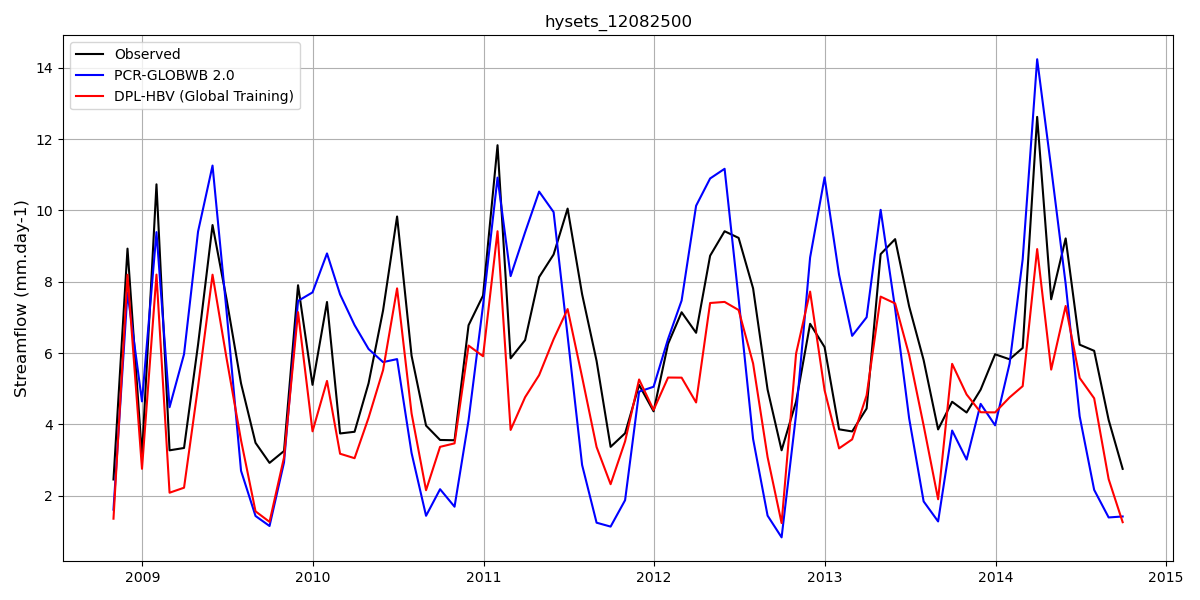 hysets_12082500
Observed
PCR-GLOBWB 2.0
DPL-HBV (Global Training)
Streamflow (mm.day-1)
14
12
10
8
6
4
2
2009 2010 2011 2012 2013 2014 2015